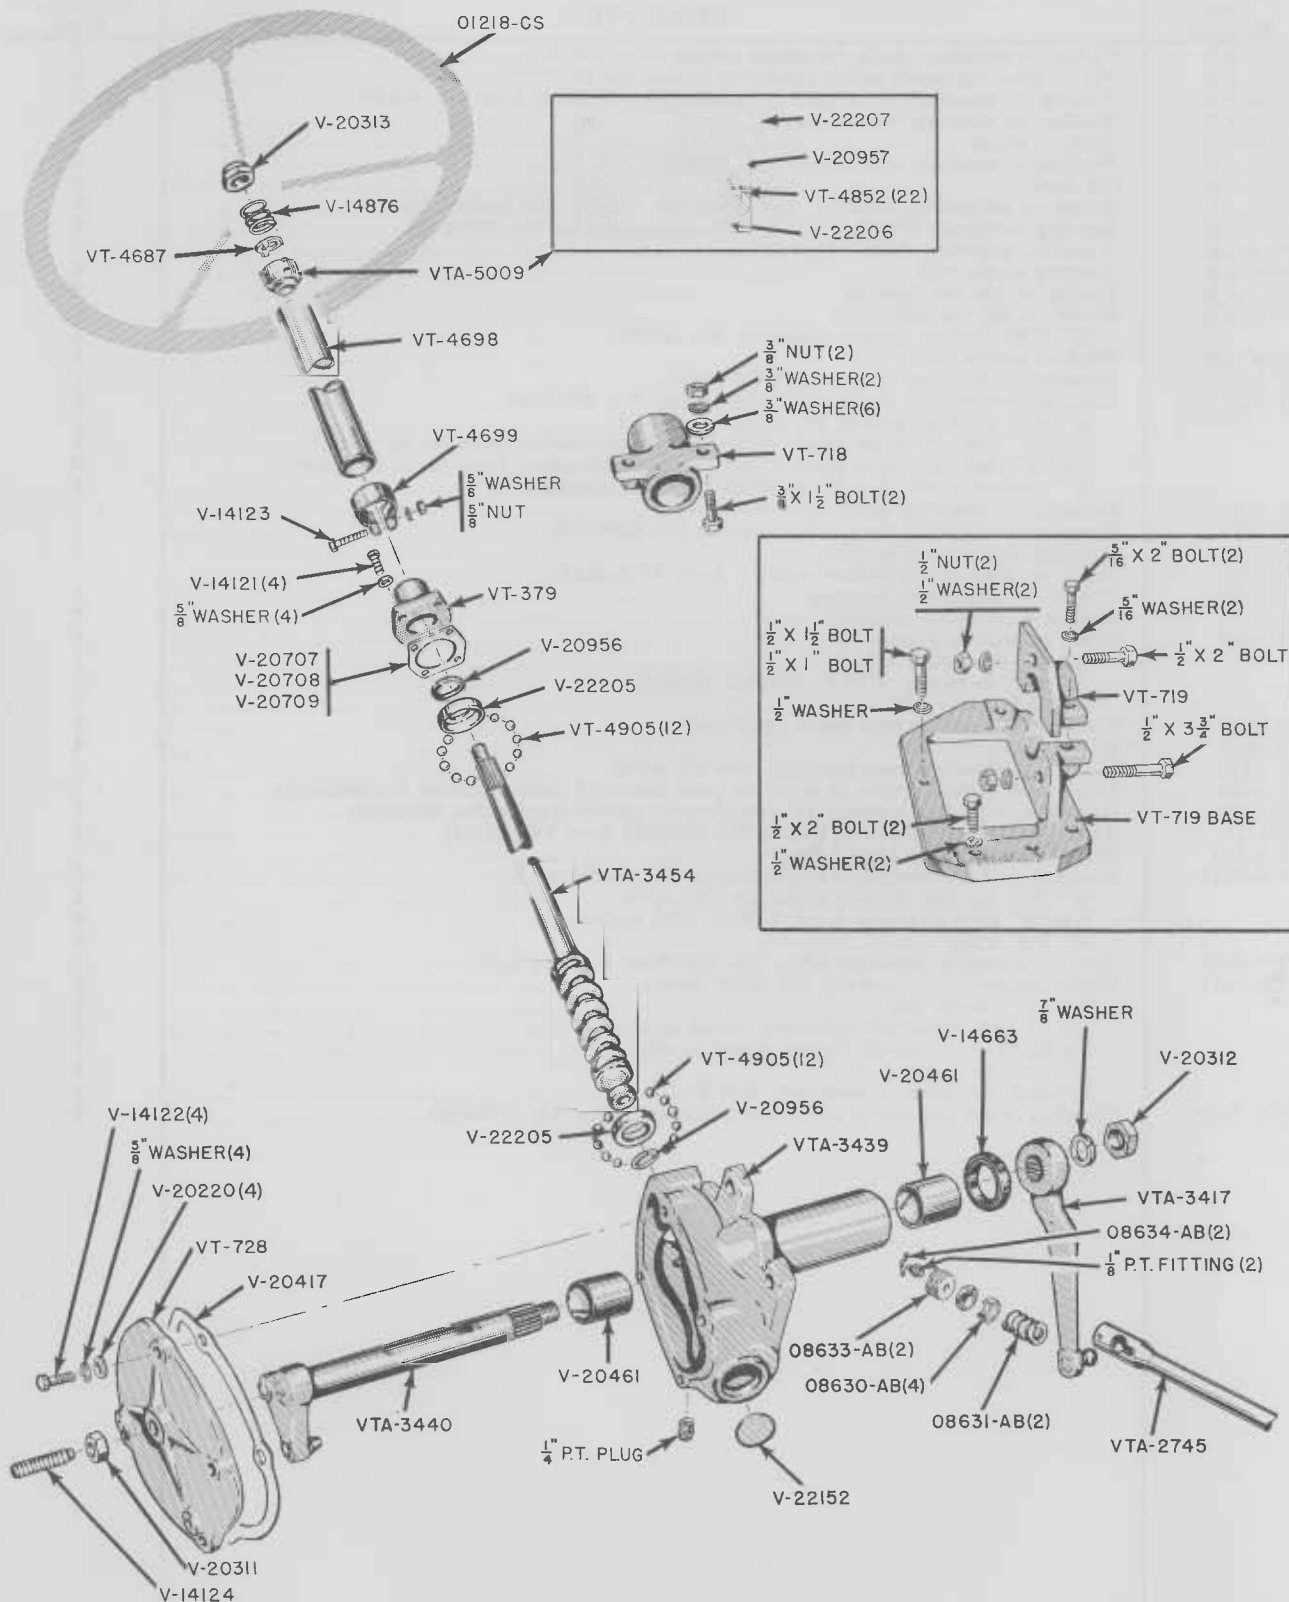 01218-CS
V-20313
V-14876
VT-4687
VTA-5009
V-22207
V-20957
VT-4852 (22)
V-22206
VT-4698
3/8" NUT (2)
3/8" WASHER (2)
3/8" WASHER (6)
VT-718
3/8" X 1 1/2" BOLT (2)
VT-4699
5/8" WASHER
5/8" NUT
V-14123
V-14121 (4)
5/8" WASHER (4)
VT-379
V-20707
V-20708
V-20709
V-20956
V-22205
VT-4905 (12)
1/2" NUT (2)
1/2" WASHER (2)
5/16" X 2" BOLT (2)
5/16" WASHER (2)
1/2" X 1 1/2" BOLT
1/2" X 1" BOLT
1/2" X 2" BOLT
1/2" WASHER
VT-719
1/2" X 3 3/4" BOLT
1/2" X 2" BOLT (2)
VT-719 BASE
1/2" WASHER (2)
VTA-3454
7/8" WASHER
V-14663
V-20461
V-20312
VT-4905 (12)
V-20956
V-22205
VTA-3439
V-14122 (4)
5/8" WASHER (4)
V-20220 (4)
VT-728
V-20417
VTA-3417
08634-AB (2)
1/8" P.T. FITTING (2)
08633-AB (2)
08630-AB (4)
08631-AB (2)
V-20461
VTA-3440
1/4" P.T. PLUG
VTA-2745
V-22152
V-20311
V-14124